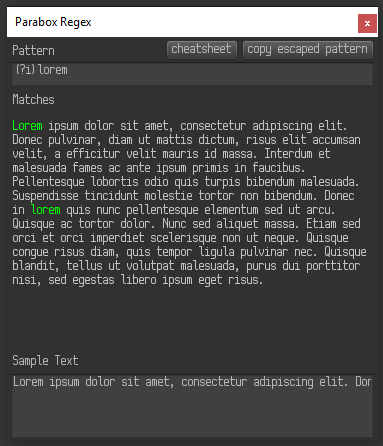 Parabox Regex
x
Pattern
cheatsheet
copy escaped pattern
(?i)lorem
Matches
Lorem ipsum dolor sit amet, consectetur adipiscing elit.
Donec pulvinar, diam ut mattis dictum, risus elit accumsan
velit, a efficitur velit mauris id massa. Interdum et
malesuada fames ac ante ipsum primis in faucibus.
Pellentesque lobortis odio quis turpis bibendum malesuada.
Suspendisse tincidunt molestie tortor non bibendum. Donec
in lorem quis nunc pellentesque elementum sed ut arcu.
Quisque ac tortor dolor. Nunc sed aliquet massa. Etiam sed
orci et orci imperdiet scelerisque non ut neque. Quisque
congue risus diam, quis tempor ligula pulvinar nec. Quisque
blandit, tellus ut volutpat malesuada, purus dui porttitor
nisi, sed egestas libero ipsum eget risus.
Sample Text
Lorem ipsum dolor sit amet, consectetur adipiscing elit. Dor